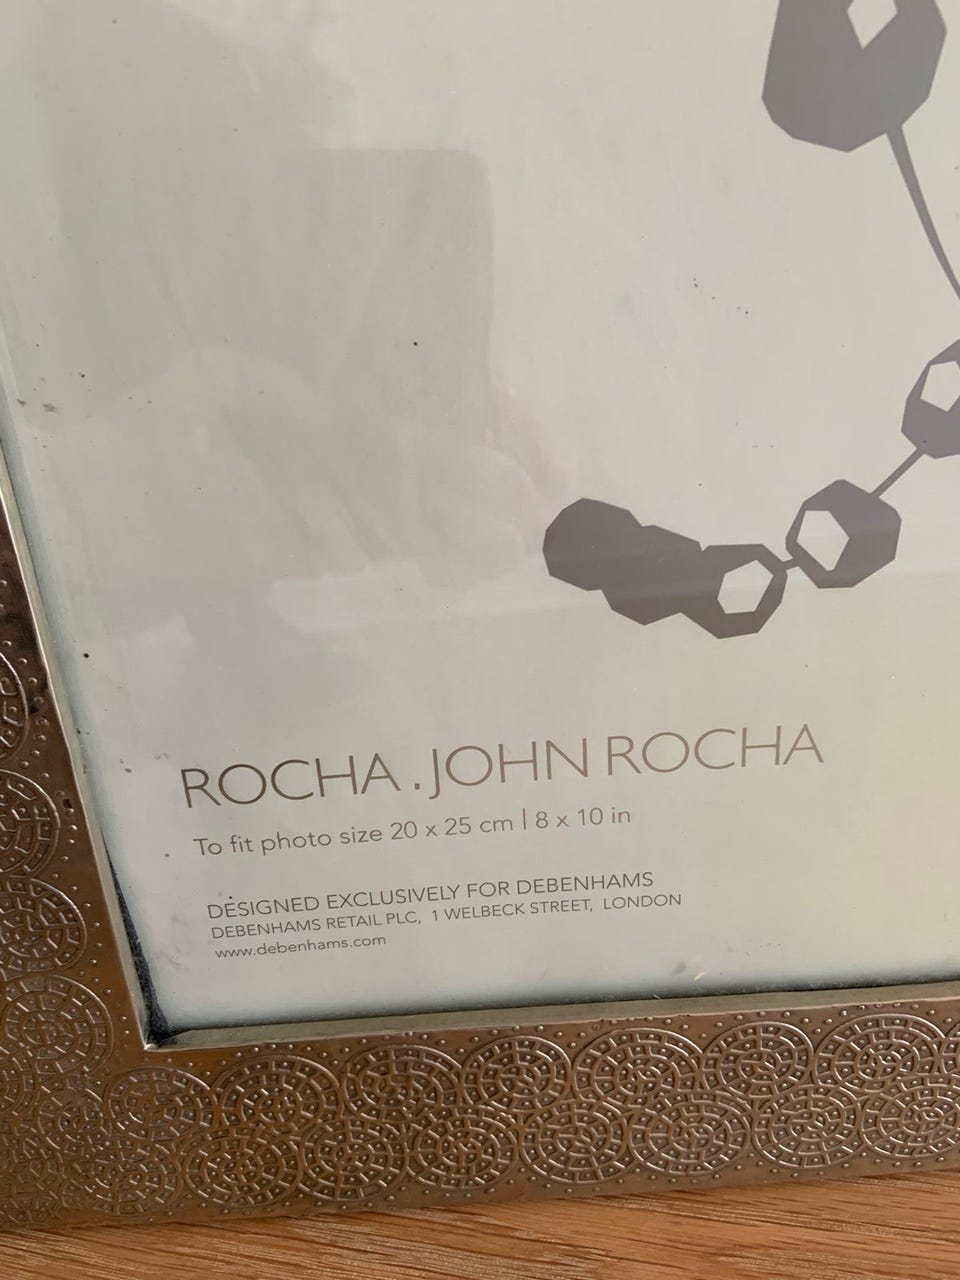 ROCHA . JOHN ROCHA
To fit photo size 20 x 25 cm | 8 x 10 in
DESIGNED EXCLUSIVELY FOR DEBENHAMS
DEBENHAMS RETAIL PLC, 1 WELBECK STREET, LONDON
www.debenhams.com